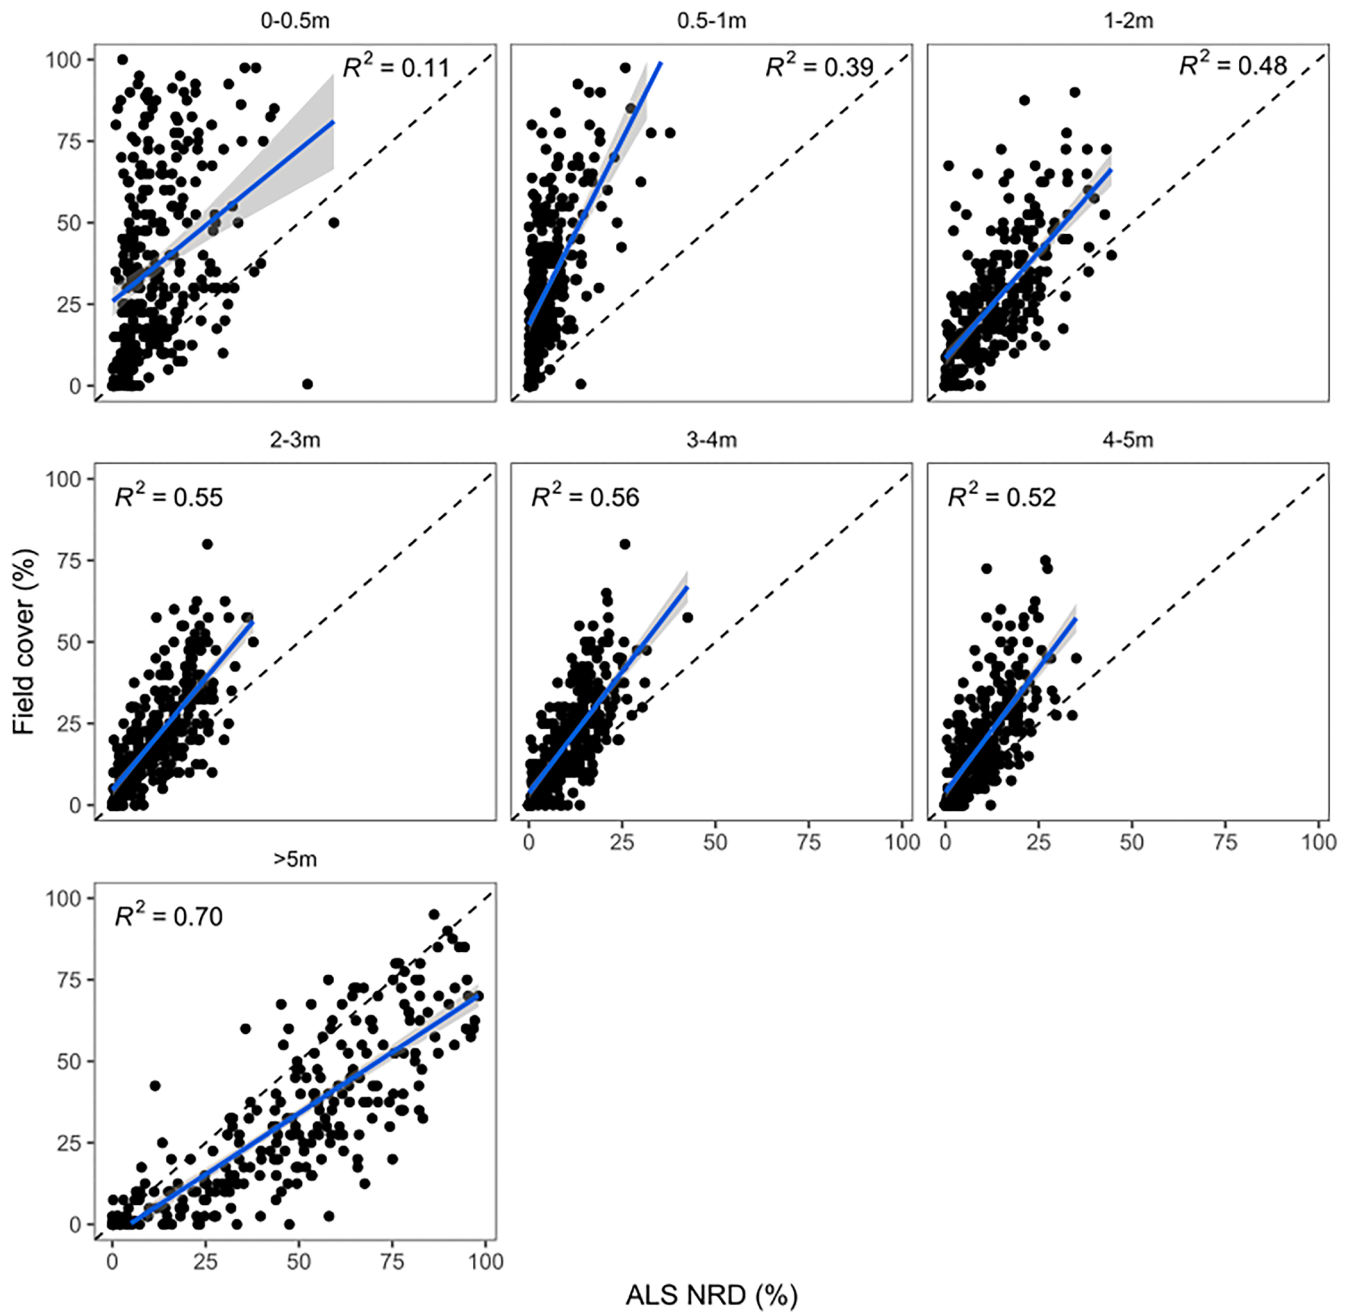 0-0.5m 0.5-1m 1-2m
R² = 0.11 R² = 0.39 R² = 0.48
100
75
50
25
0
2-3m 3-4m 4-5m
R² = 0.55 R² = 0.56 R² = 0.52
100
75
50
25
0
0 25 50 75 100 0 25 50 75 100
>5m
R² = 0.70
100
75
50
25
0
0 25 50 75 100
Field cover (%)
ALS NRD (%)